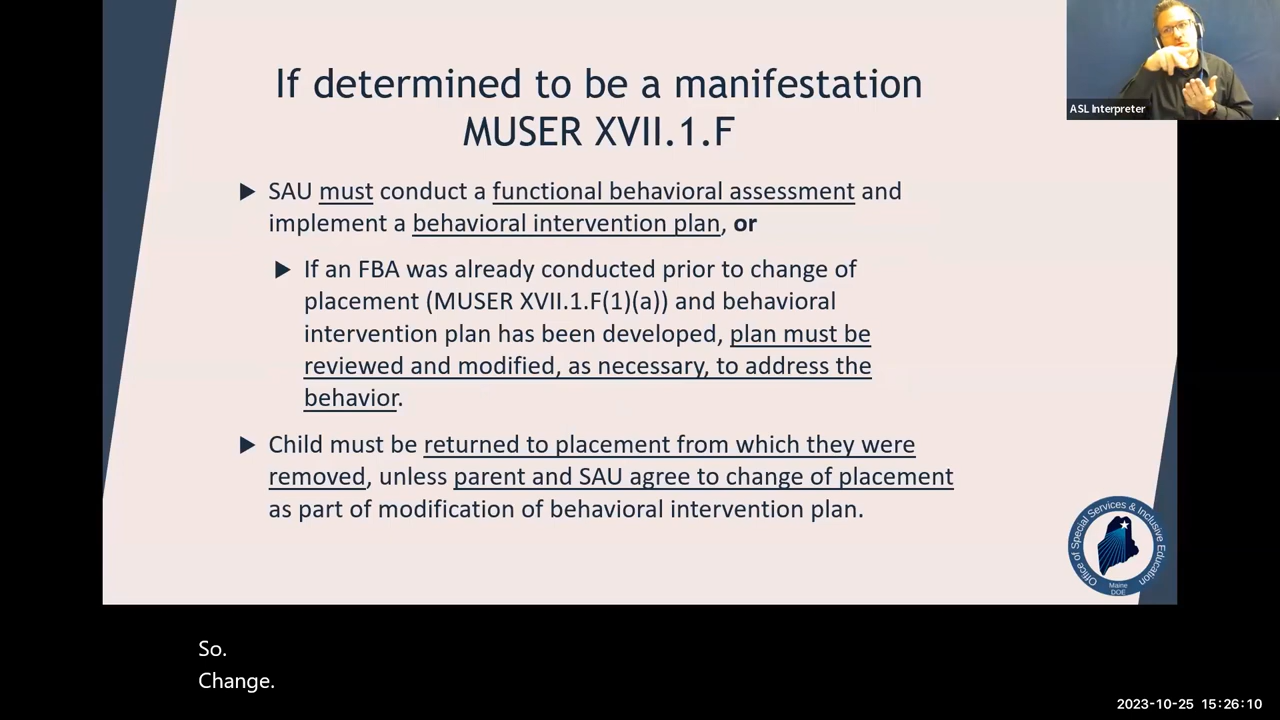 If determined to be a manifestation
MUSER XVII.1.F
ASL Interpreter
SAU must conduct a functional behavioral assessment and
implement a behavioral intervention plan, or
If an FBA was already conducted prior to change of
placement (MUSER XVII.1.F(1)(a)) and behavioral
intervention plan has been developed, plan must be
reviewed and modified, as necessary, to address the
behavior.
Child must be returned to placement from which they were
removed, unless parent and SAU agree to change of placement
as part of modification of behavioral intervention plan.
Office of Special Services & Inclusive Education
Maine
DOE
So.
Change.
2023-10-25 15:26:10